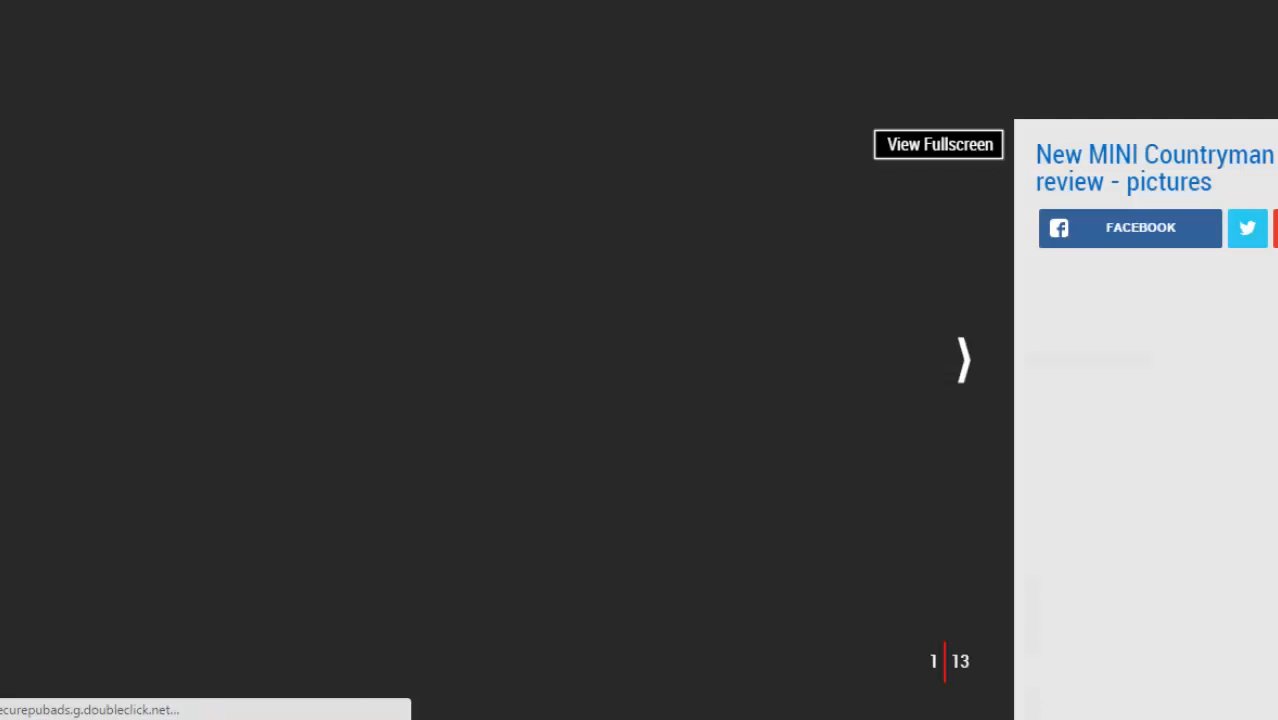 View Fullscreen
New MINI Countryman
review - pictures
FACEBOOK
1 13
ecurepubads.g.doubleclick.net...